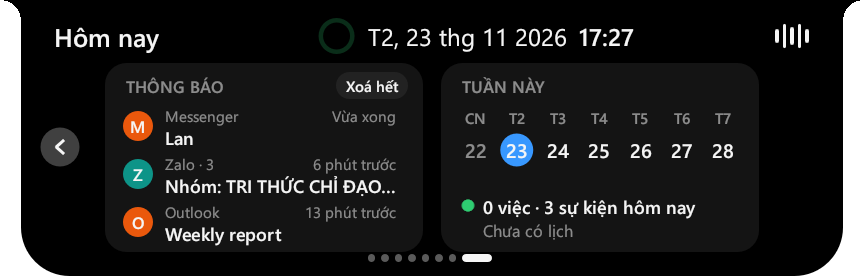 Hôm nay
T2, 23 thg 11 2026 17:27
THÔNG BÁO
Xoá hết
M
Messenger
Vừa xong
Lan
Z
Zalo · 3
6 phút trước
Nhóm: TRI THỨC CHỈ ĐẠO...
O
Outlook
13 phút trước
Weekly report
TUẦN NÀY
CN T2 T3 T4 T5 T6 T7
22 23 24 25 26 27 28
0 việc · 3 sự kiện hôm nay
Chưa có lịch